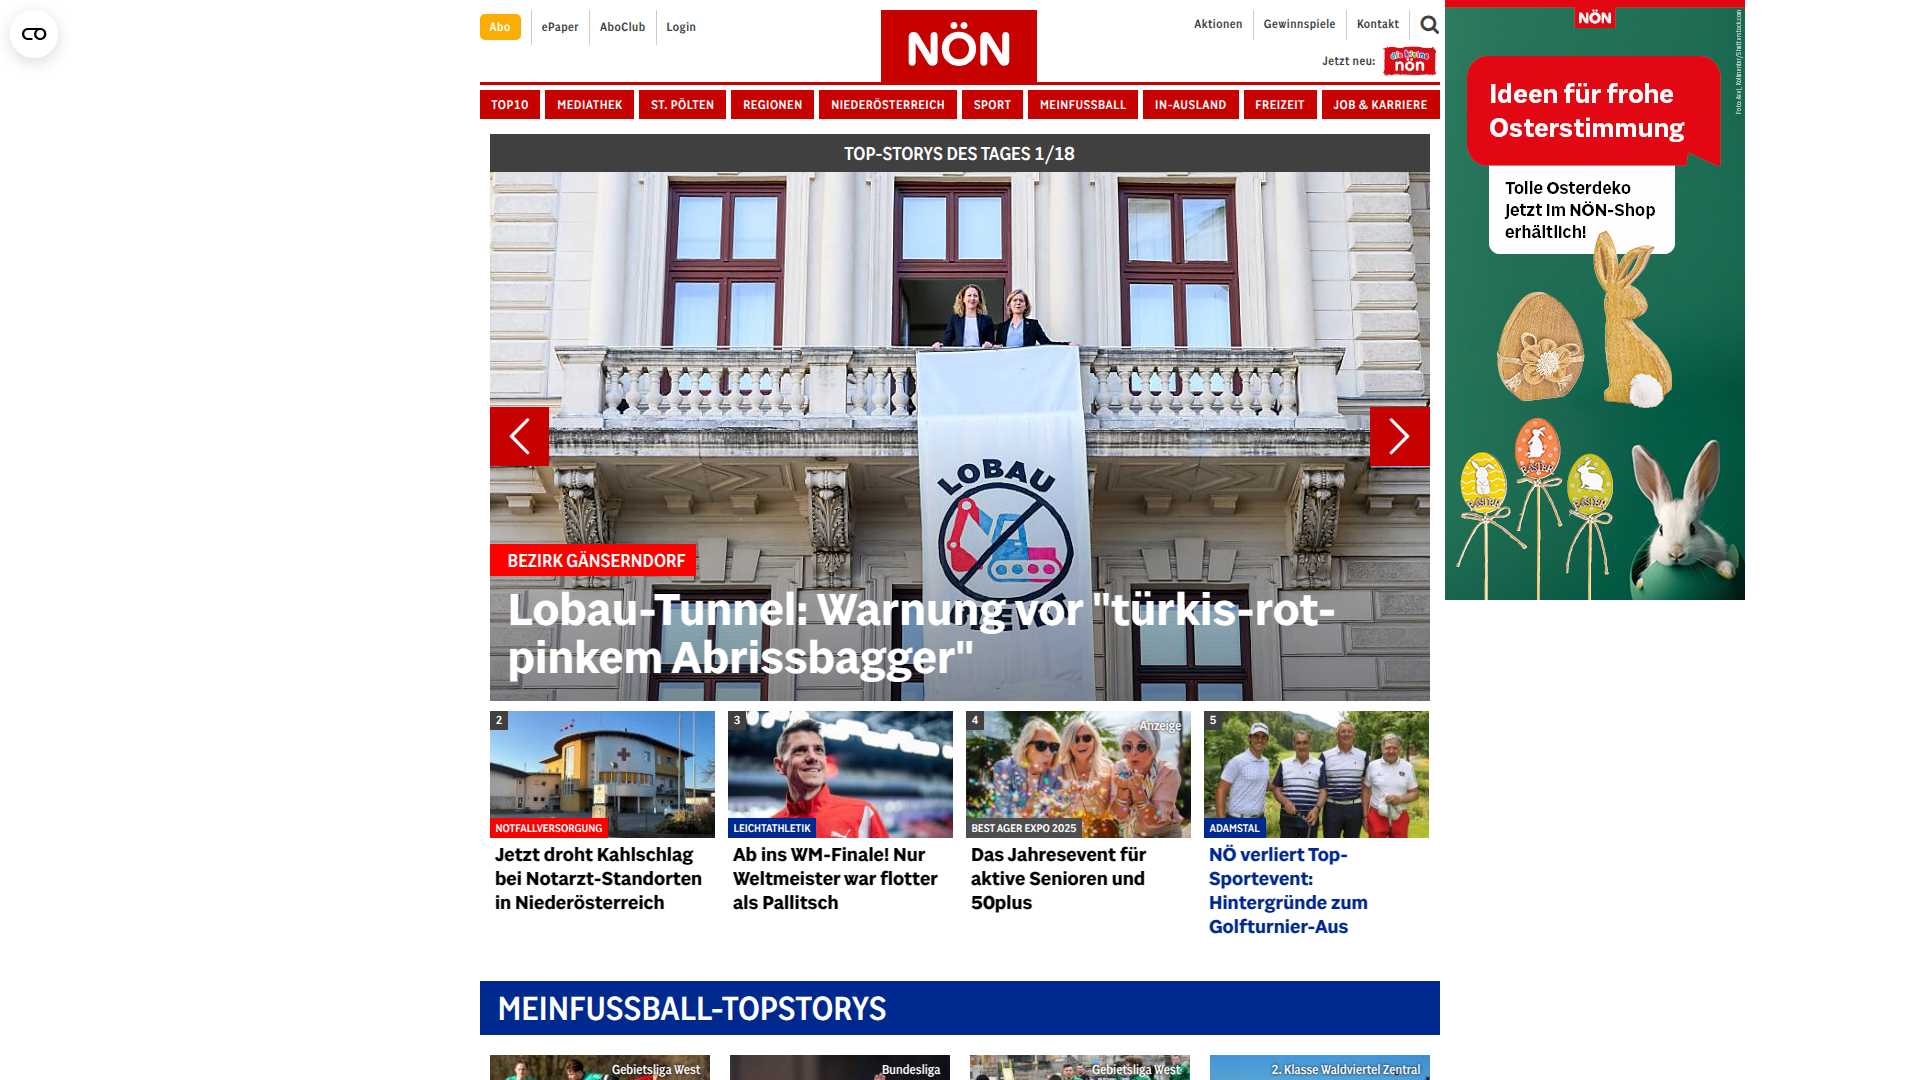 Abo
ePaper
AboClub
Login
NÖN
Aktionen
Gewinnspiele
Kontakt
Jetzt neu:
die kleine
nön
TOP10
MEDIATHEK
ST. PÖLTEN
REGIONEN
NIEDERÖSTERREICH
SPORT
MEINFUSSBALL
IN-AUSLAND
FREIZEIT
JOB & KARRIERE
TOP-STORYS DES TAGES 1/18
LOBAU
BEZIRK GÄNSERNDORF
Lobau-Tunnel: Warnung vor "türkis-rot-
pinkem Abrissbagger"
2
NOTFALLVERSORGUNG
Jetzt droht Kahlschlag
bei Notarzt-Standorten
in Niederösterreich
3
LEICHTATHLETIK
Ab ins WM-Finale! Nur
Weltmeister war flotter
als Pallitsch
4
Anzeige
BEST AGER EXPO 2025
Das Jahresevent für
aktive Senioren und
50plus
5
ADAMSTAL
NÖ verliert Top-
Sportevent:
Hintergründe zum
Golfturnier-Aus
MEINFUSSBALL-TOPSTORYS
Gebietsliga West
Bundesliga
Gebietsliga West
2. Klasse Waldviertel Zentral
NÖN
Ideen für frohe
Osterstimmung
Tolle Osterdeko
jetzt im NÖN-Shop
erhältlich!
EASTER
EASTER
EASTER